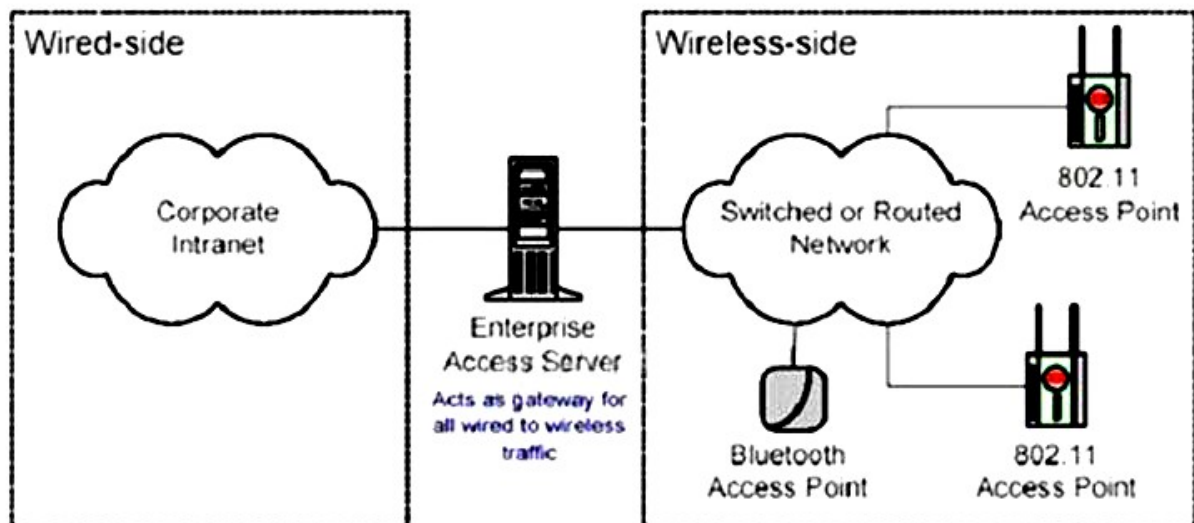 Wired-side
Wireless-side
802.11
Access Point
Corporate
Intranet
Switched or Routed
Network
Enterprise
Access Server
Acts as gateway for
all wired to wireless
traffic
Bluetooth
Access Point
802.11
Access Point